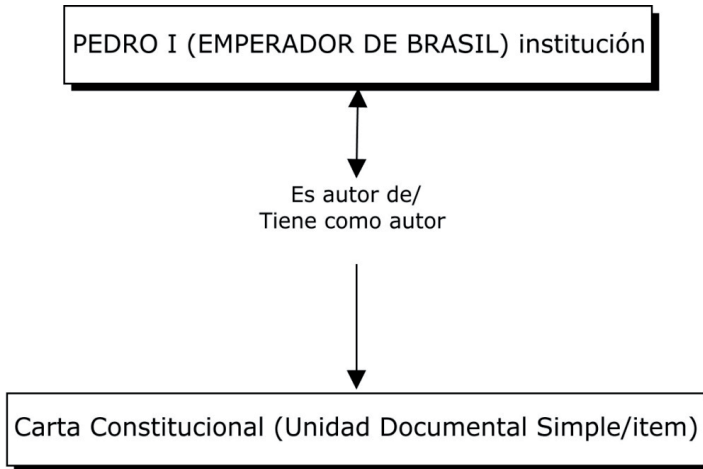 PEDRO I (EMPERADOR DE BRASIL) institución
Es autor de/
Tiene como autor
Carta Constitucional (Unidad Documental Simple/item)